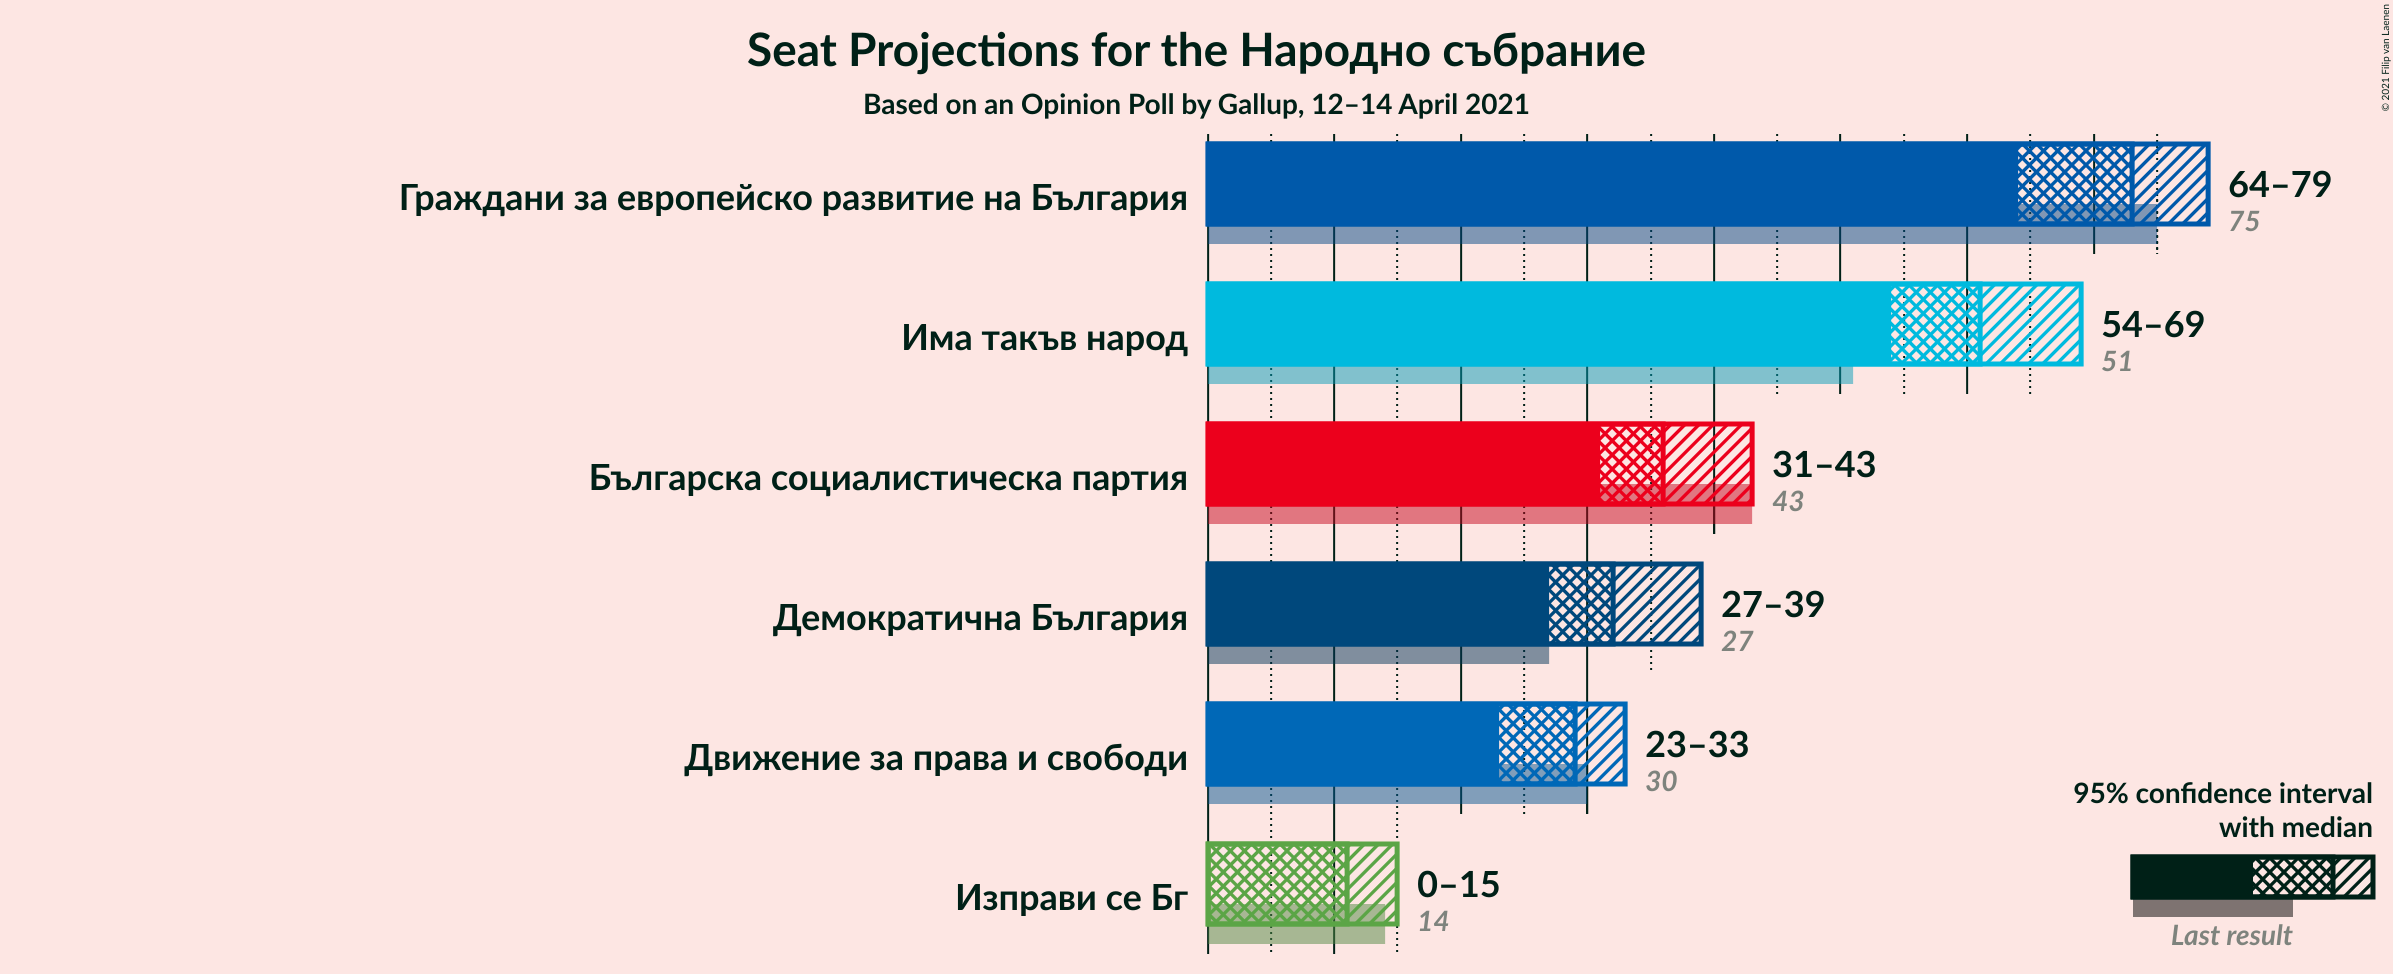 Seat Projections for the Народно събрание
Based on an Opinion Poll by Gallup, 12–14 April 2021
© 2021 Filip van Laenen
Граждани за европейско развитие на България
64–79
75
Има такъв народ
54–69
51
Българска социалистическа партия
31–43
43
Демократична България
27–39
27
Движение за права и свободи
23–33
30
Изправи се Бг
0–15
14
95% confidence interval
with median
Last result